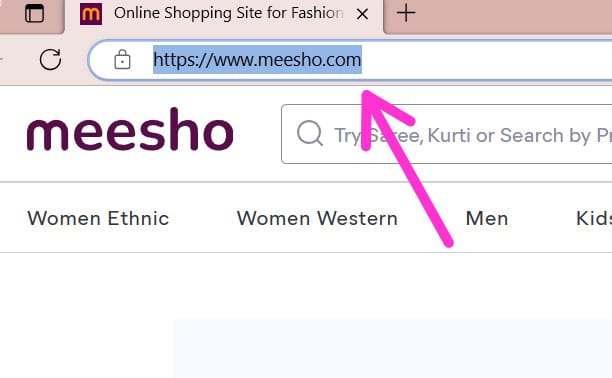 Online Shopping Site for Fashion
https://www.meesho.com
meesho
Try Saree, Kurti or Search by Pr
Women Ethnic Women Western Men Kids